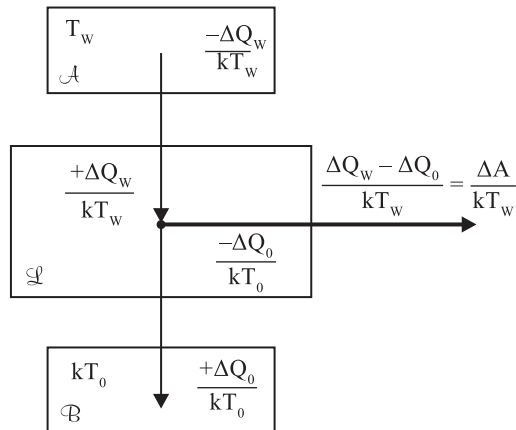 T_W
-ΔQ_W / kT_W
𝒜
+ΔQ_W / kT_W
(ΔQ_W – ΔQ_0) / kT_W = ΔA / kT_W
-ΔQ_0 / kT_0
ℒ
kT_0
+ΔQ_0 / kT_0
ℬ